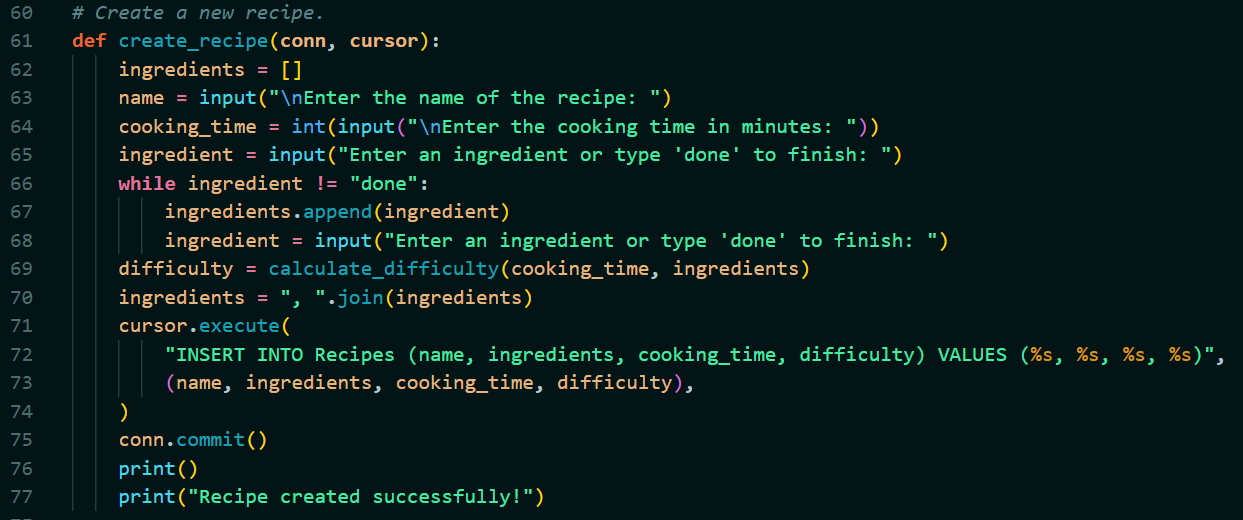 60 # Create a new recipe.
61 def create_recipe(conn, cursor):
62     ingredients = []
63     name = input("\nEnter the name of the recipe: ")
64     cooking_time = int(input("\nEnter the cooking time in minutes: "))
65     ingredient = input("Enter an ingredient or type 'done' to finish: ")
66     while ingredient != "done":
67         ingredients.append(ingredient)
68         ingredient = input("Enter an ingredient or type 'done' to finish: ")
69     difficulty = calculate_difficulty(cooking_time, ingredients)
70     ingredients = ", ".join(ingredients)
71     cursor.execute(
72         "INSERT INTO Recipes (name, ingredients, cooking_time, difficulty) VALUES (%s, %s, %s, %s)",
73         (name, ingredients, cooking_time, difficulty),
74     )
75     conn.commit()
76     print()
77     print("Recipe created successfully!")